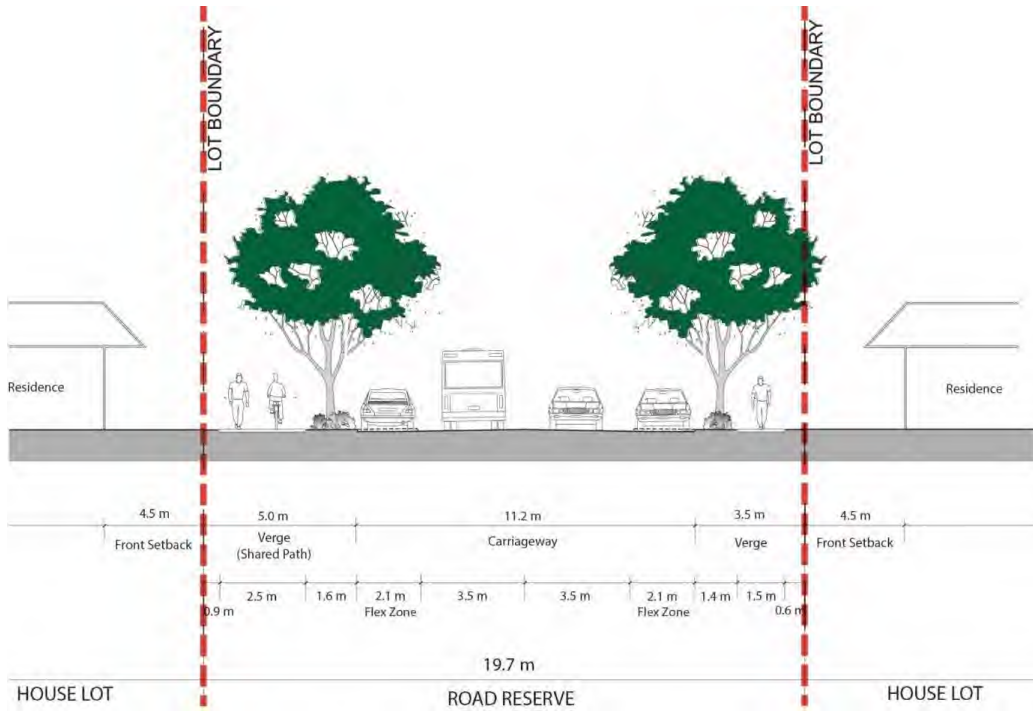 LOT BOUNDARY
LOT BOUNDARY
Residence
Residence
4.5 m
5.0 m
11.2 m
3.5 m
4.5 m
Front Setback
Verge
(Shared Path)
Carriageway
Verge
Front Setback
0.9 m
2.5 m
1.6 m
2.1 m
Flex Zone
3.5 m
3.5 m
2.1 m
Flex Zone
1.4 m
1.5 m
0.6 m
19.7 m
HOUSE LOT
ROAD RESERVE
HOUSE LOT